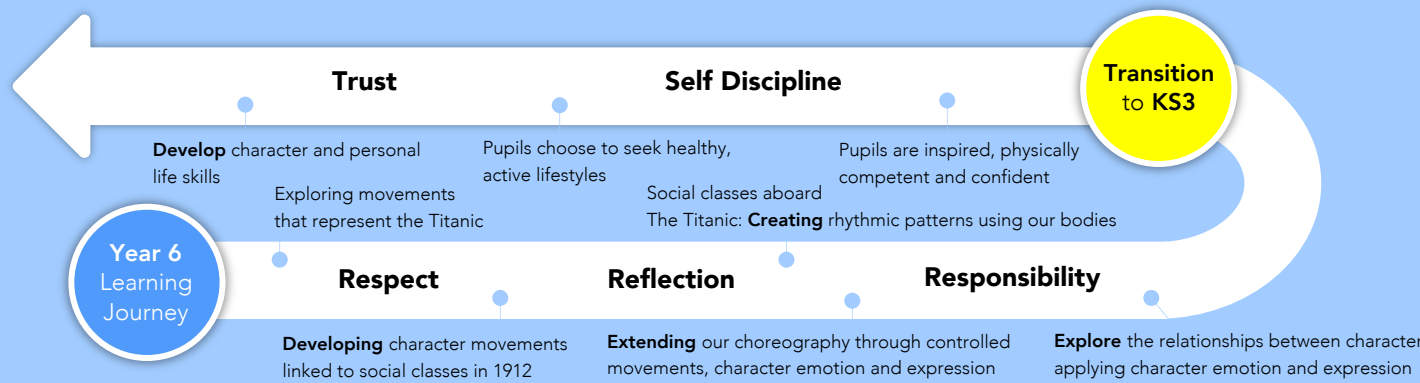 Trust
Self Discipline
Transition
to KS3
Develop character and personal
life skills
Pupils choose to seek healthy,
active lifestyles
Pupils are inspired, physically
competent and confident
Exploring movements
that represent the Titanic
Social classes aboard
The Titanic: Creating rhythmic patterns using our bodies
Year 6
Learning
Journey
Respect
Reflection
Responsibility
Developing character movements
linked to social classes in 1912
Extending our choreography through controlled
movements, character emotion and expression
Explore the relationships between character
applying character emotion and expression